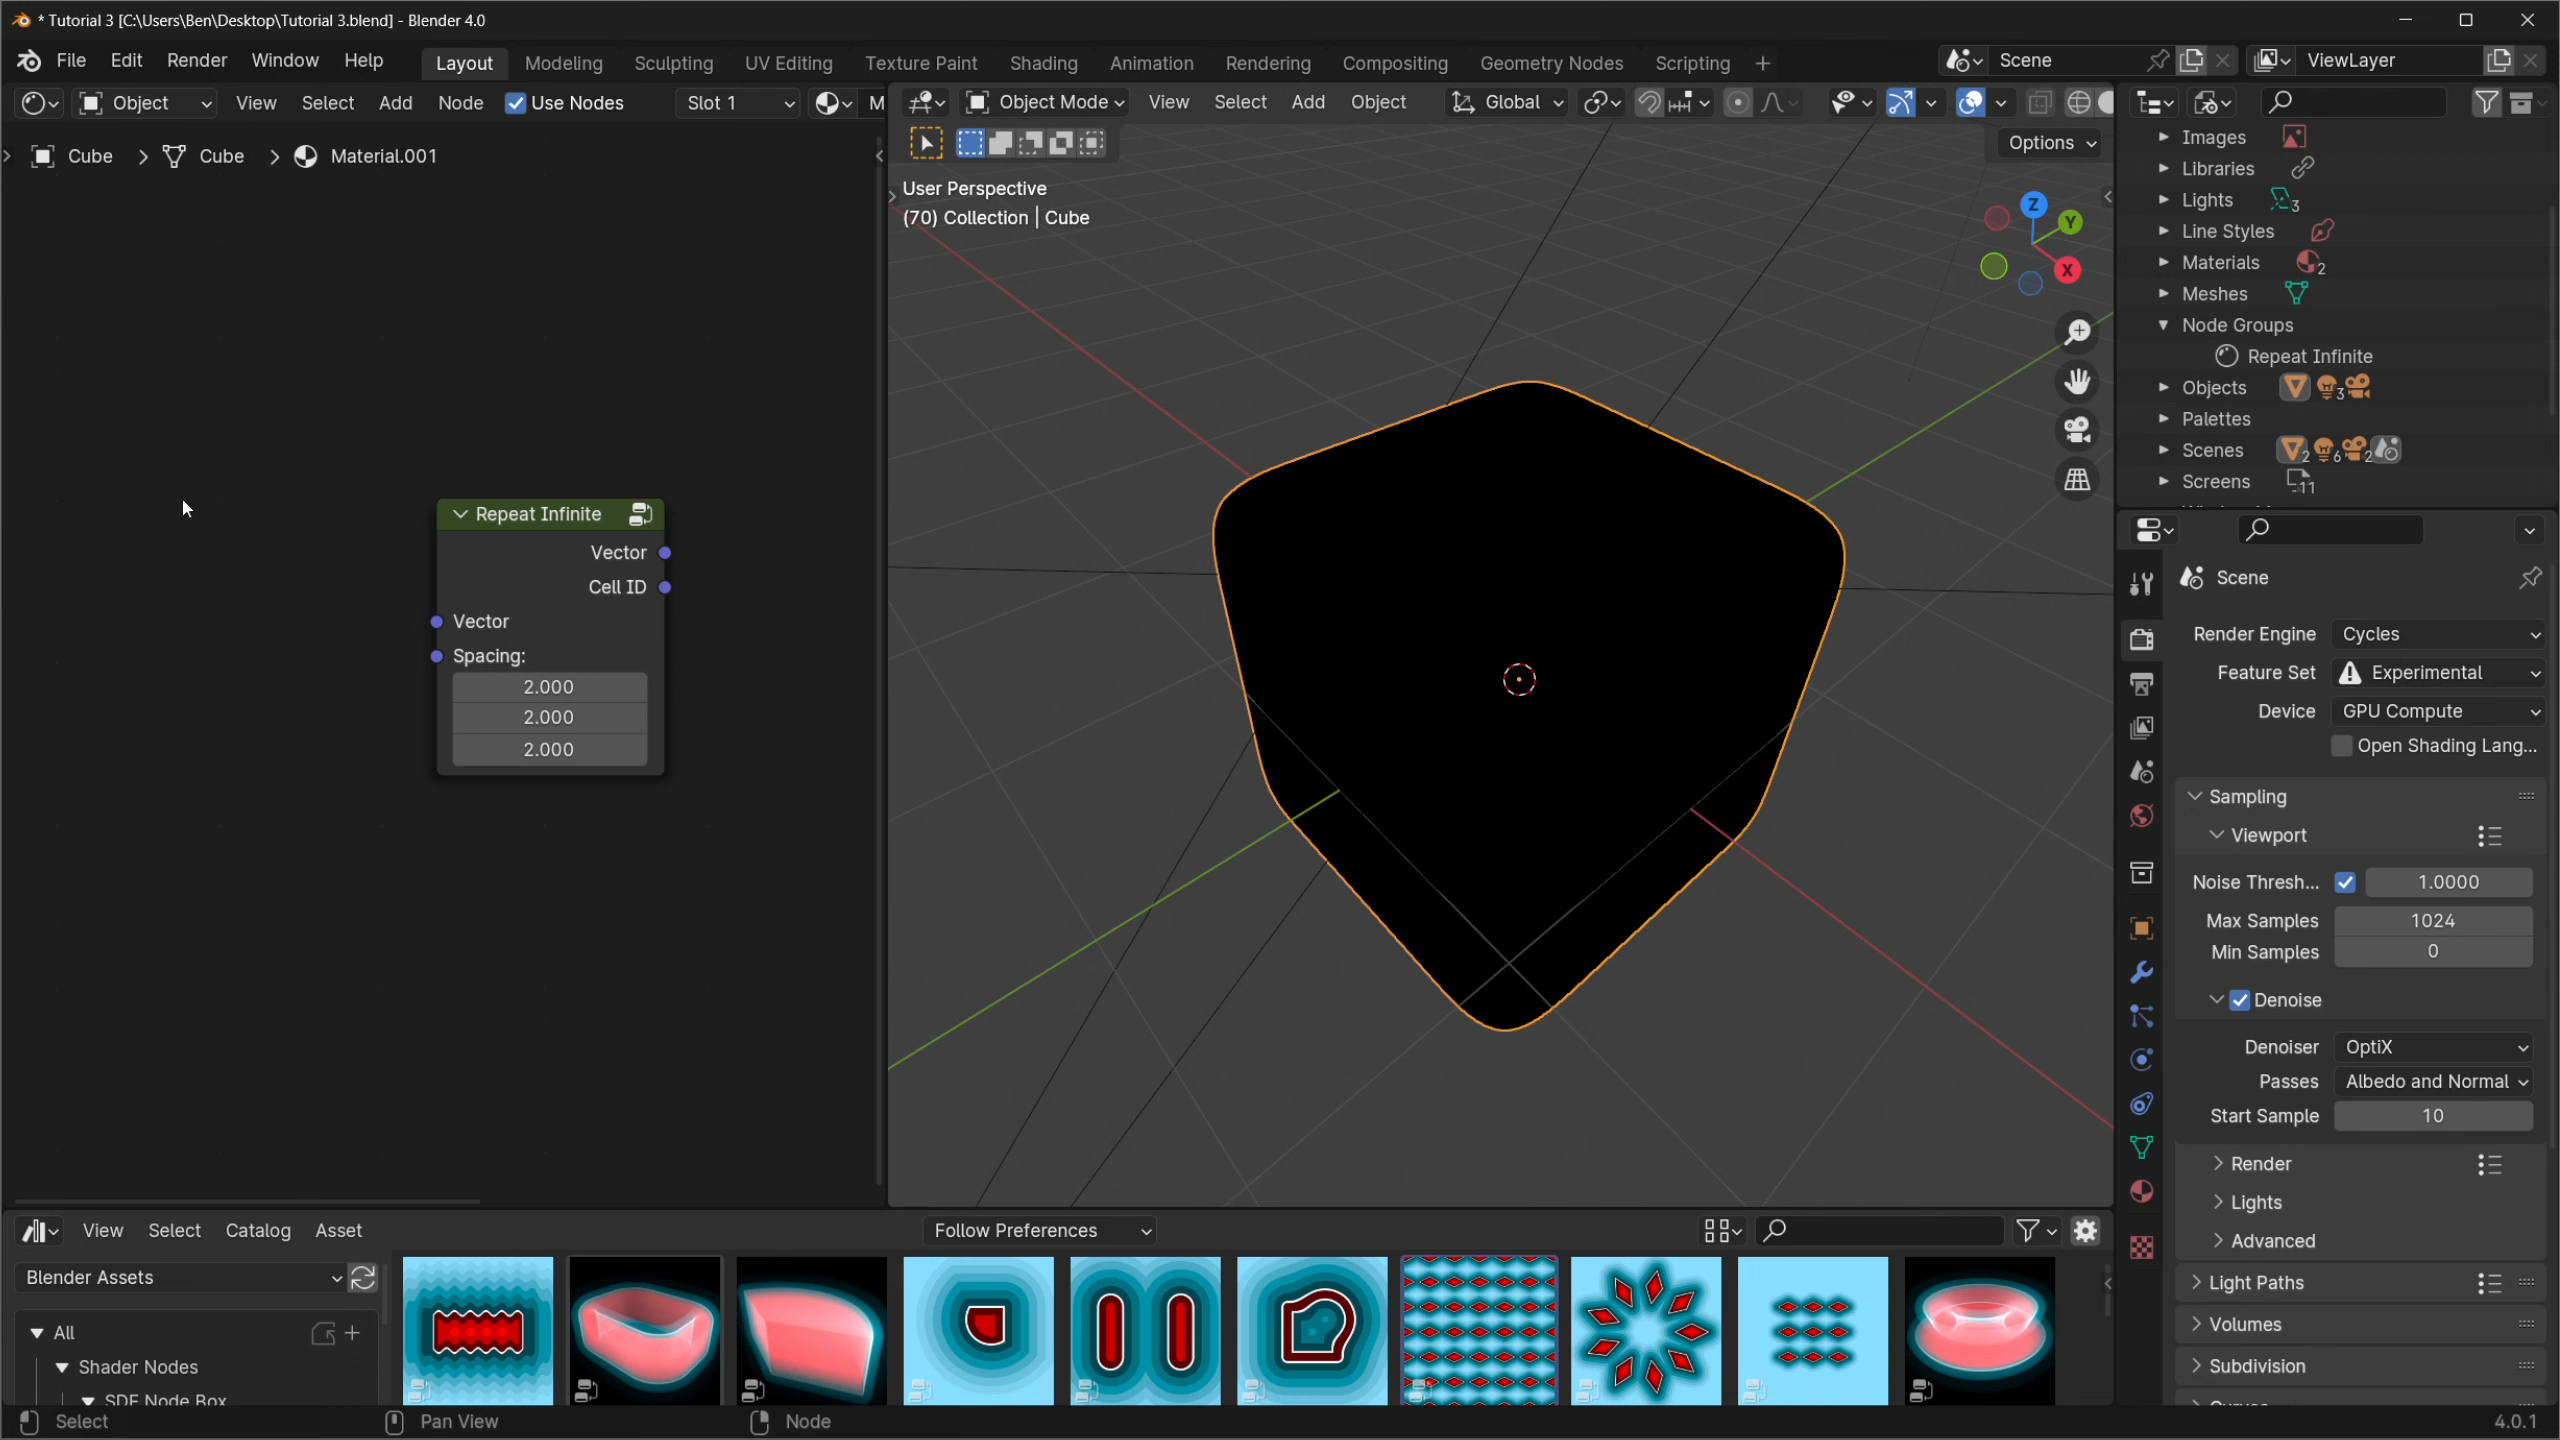 * Tutorial 3 [C:\Users\Ben\Desktop\Tutorial 3.blend] - Blender 4.0
File Edit Render Window Help Layout Modeling Sculpting UV Editing Texture Paint Shading Animation Rendering Compositing Geometry Nodes Scripting + Scene ViewLayer
Object View Select Add Node Use Nodes Slot 1 M
Object Mode View Select Add Object Global
Options
Cube > Cube > Material.001
User Perspective
(70) Collection | Cube
Z
Y
X
Repeat Infinite
Vector
Cell ID
Vector
Spacing:
2.000
2.000
2.000
Images
Libraries
Lights 3
Line Styles
Materials 2
Meshes
Node Groups
Repeat Infinite
Objects 3
Palettes
Scenes 2 6 2
Screens 11
Scene
Render Engine Cycles
Feature Set Experimental
Device GPU Compute
Open Shading Lang...
Sampling
Viewport
Noise Thresh... 1.0000
Max Samples 1024
Min Samples 0
Denoise
Denoiser OptiX
Passes Albedo and Normal
Start Sample 10
Render
Lights
Advanced
Light Paths
Volumes
Subdivision
View Select Catalog Asset Follow Preferences
Blender Assets
All
Shader Nodes
SDF Node Box
Select Pan View Node 4.0.1